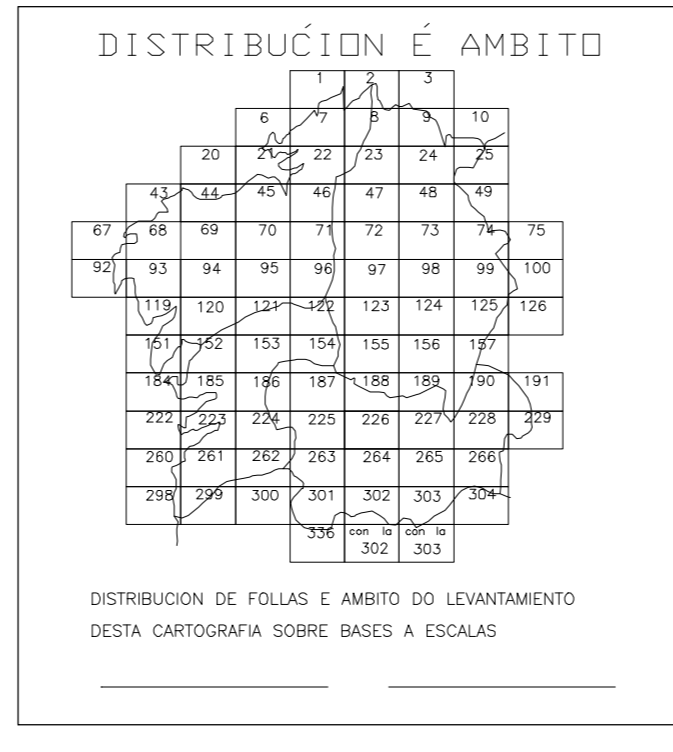 DISTRIBUĆION É AMBITO
1 2 3
6 7 8 9 10
20 21 22 23 24 25
43 44 45 46 47 48 49
67 68 69 70 71 72 73 74 75
92 93 94 95 96 97 98 99 100
119 120 121 122 123 124 125 126
151 152 153 154 155 156 157
184 185 186 187 188 189 190 191
222 223 224 225 226 227 228 229
260 261 262 263 264 265 266
298 299 300 301 302 303 304
336 con la con la
302 303
DISTRIBUCION DE FOLLAS E AMBITO DO LEVANTAMIENTO
DESTA CARTOGRAFIA SOBRE BASES A ESCALAS